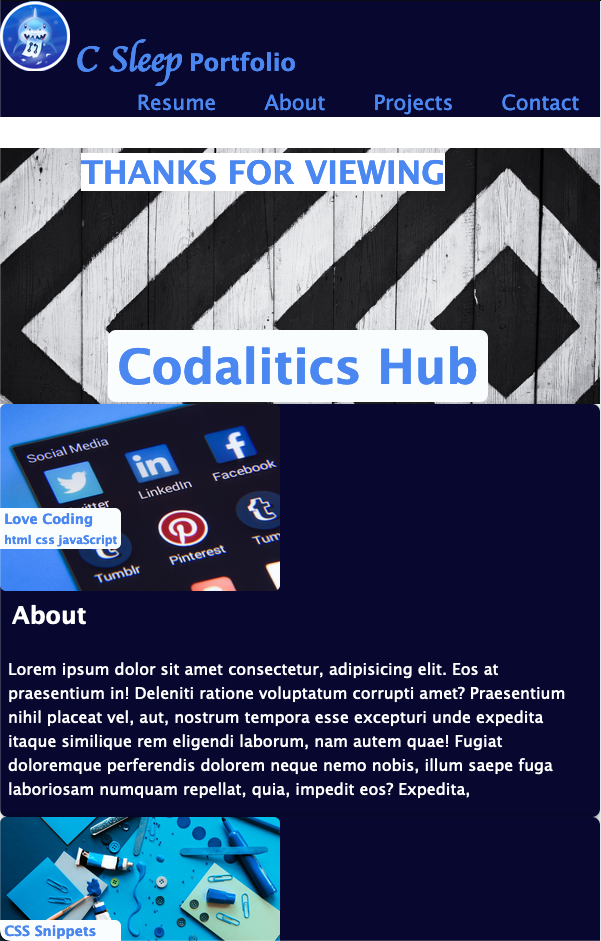 C Sleep Portfolio
Resume About Projects Contact
THANKS FOR VIEWING
Codalitics Hub
Social Media
LinkedIn
Facebook
Love Coding
html css javaScript
Tumblr
Pinterest
About
Lorem ipsum dolor sit amet consectetur, adipisicing elit. Eos at
praesentium in! Deleniti ratione voluptatum corrupti amet? Praesentium
nihil placeat vel, aut, nostrum tempora esse excepturi unde expedita
itaque similique rem eligendi laborum, nam autem quae! Fugiat
doloremque perferendis dolorem neque nemo nobis, illum saepe fuga
laboriosam numquam repellat, quia, impedit eos? Expedita,
CSS Snippets